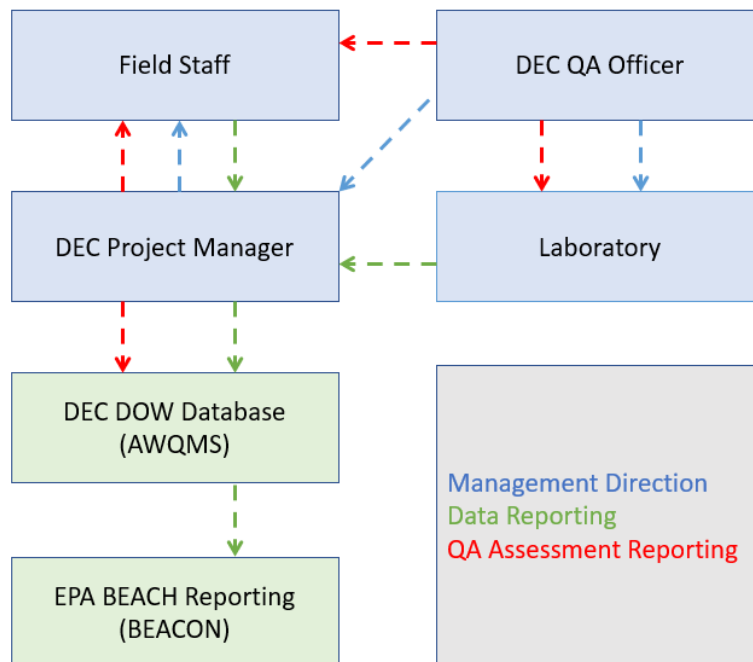 Field Staff
DEC QA Officer
DEC Project Manager
Laboratory
DEC DOW Database
(AWQMS)
EPA BEACH Reporting
(BEACON)
Management Direction
Data Reporting
QA Assessment Reporting